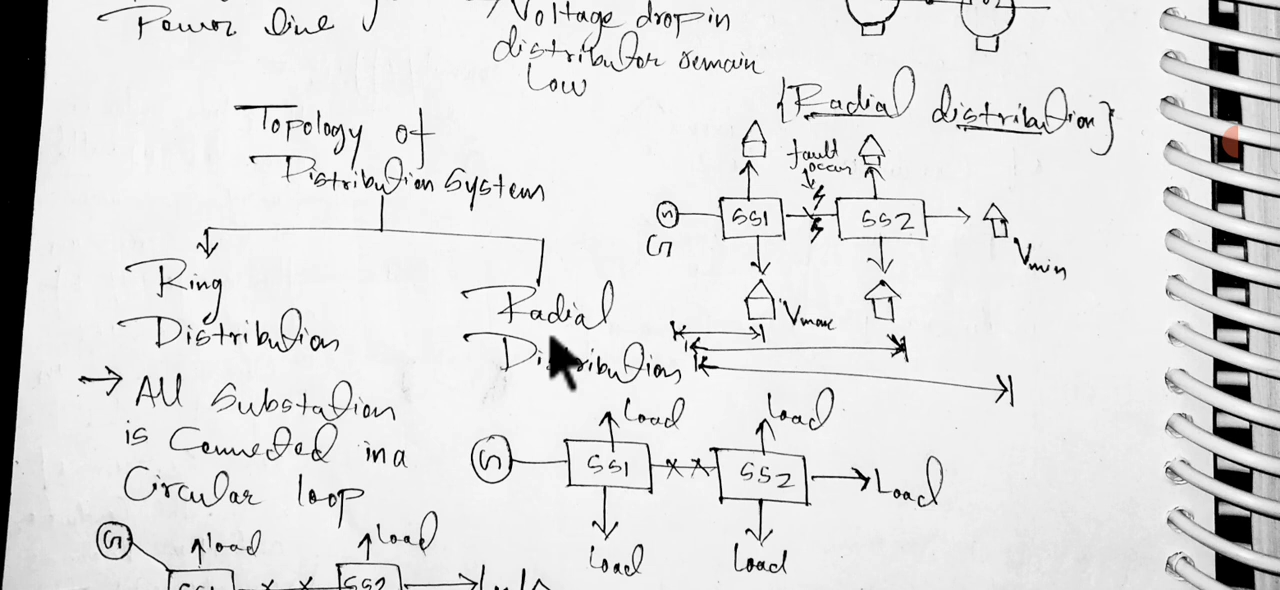 Power line
Voltage drop in
distributor remain
Low
{Radial distribution}
Topology of
Distribution System
fault
occur
G
SS1
SS2
Vmin
Vmax
Ring
Distribution
Radial
Distribution
→ All Substation
is Connected in a
Circular loop
Load
Load
G
SS1
SS2
Load
Load
Load
G
Load
Load
SS2